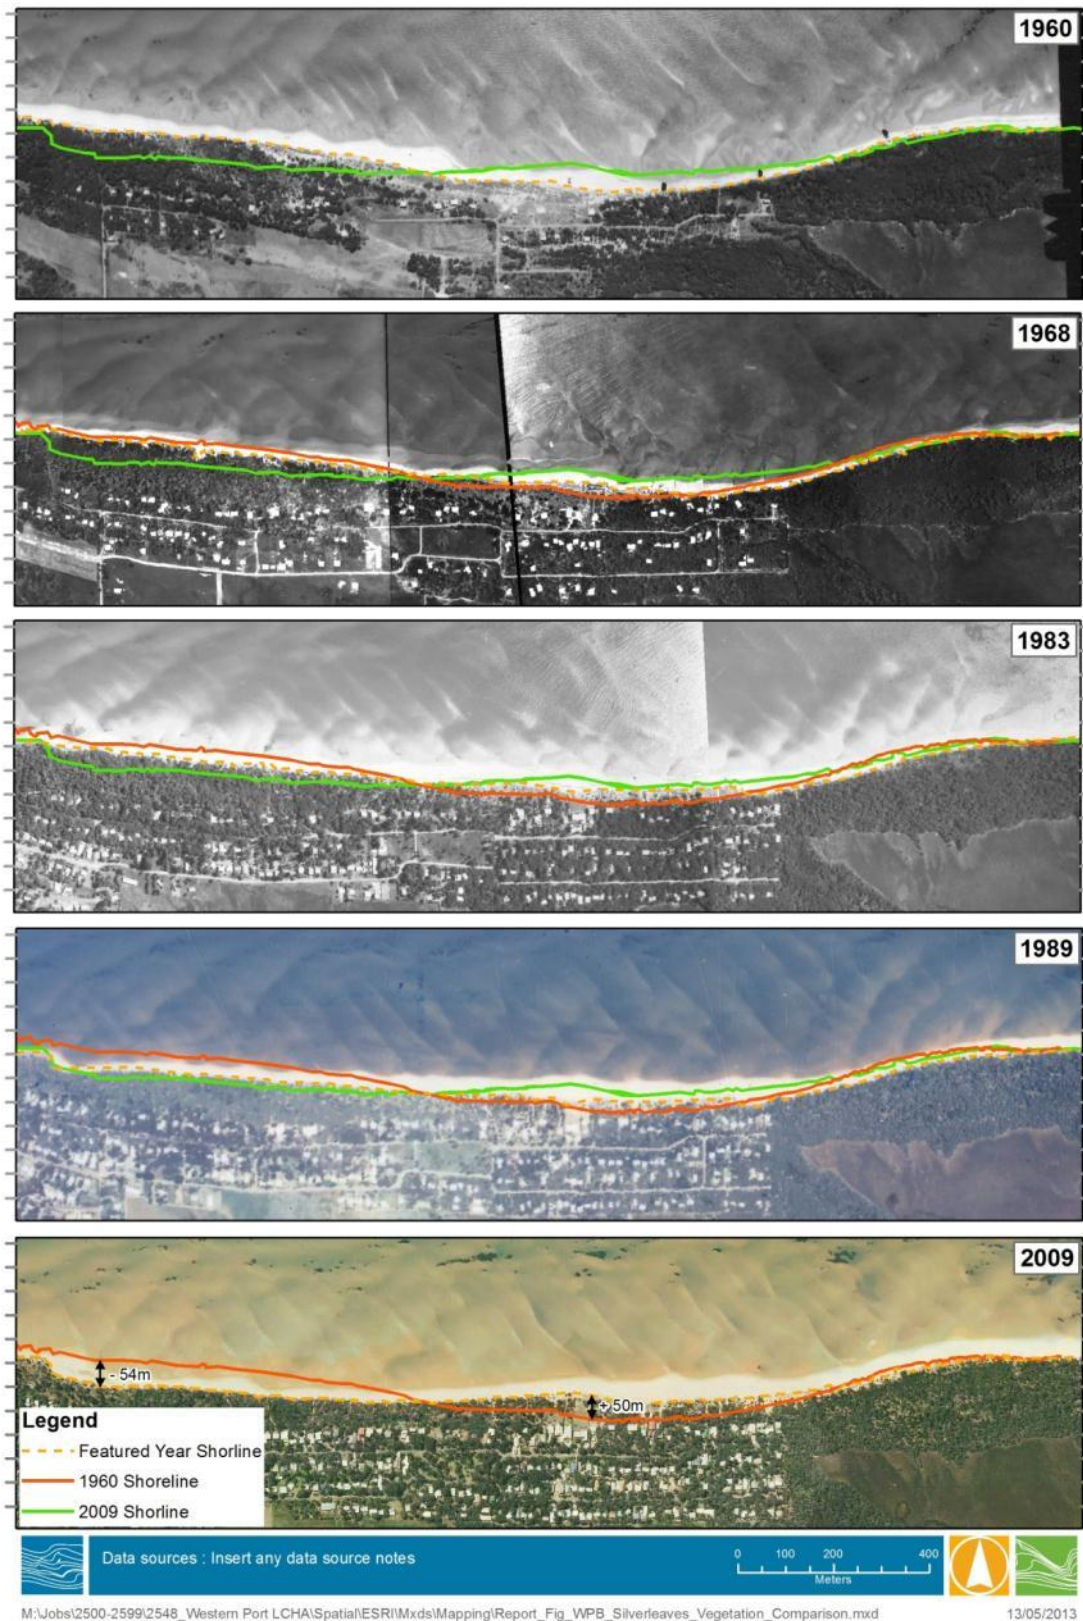 1960
1968
1983
1989
2009
- 54m
+ 50m
Legend
Featured Year Shorline
1960 Shoreline
2009 Shorline
Data sources : Insert any data source notes
0 100 200 400
Meters
M:\Jobs\2500-2599\2548_Western Port LCHA\Spatial\ESRI\Mxds\Mapping\Report_Fig_WPB_Silverleaves_Vegetation_Comparison.mxd 13/05/2013